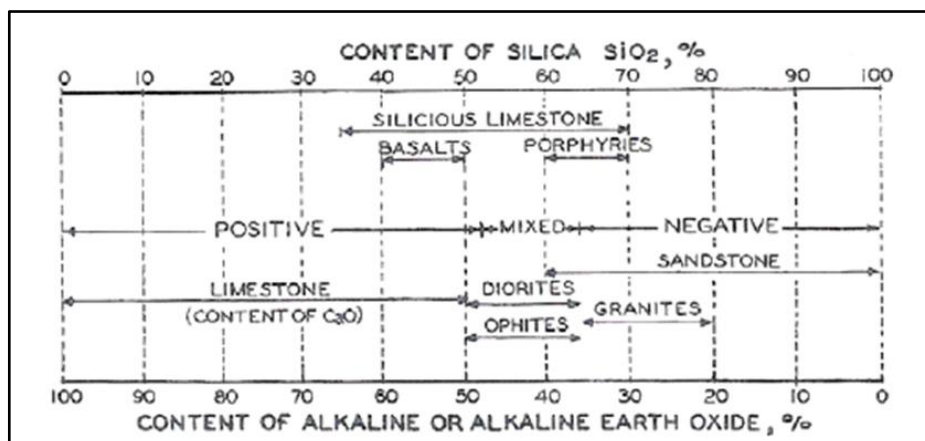 CONTENT OF SILICA SiO2, %
0 10 20 30 40 50 60 70 80 90 100
SILICIOUS LIMESTONE
BASALTS PORPHYRIES
POSITIVE MIXED NEGATIVE
SANDSTONE
LIMESTONE DIORITES
(CONTENT OF CaO) GRANITES
OPHITES
100 90 80 70 60 50 40 30 20 10 0
CONTENT OF ALKALINE OR ALKALINE EARTH OXIDE, %